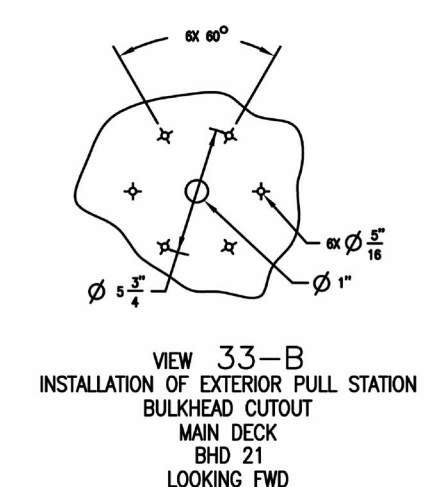 6X 60°
6X Ø 5/16"
Ø 1"
Ø 5 3/4"
VIEW 33-B
INSTALLATION OF EXTERIOR PULL STATION
BULKHEAD CUTOUT
MAIN DECK
BHD 21
LOOKING FWD